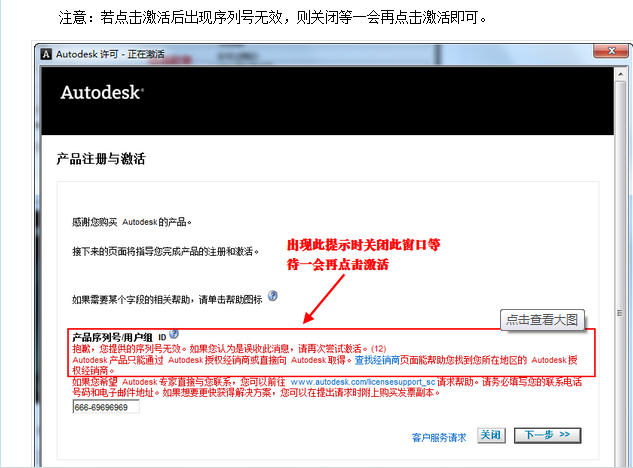 注意：若点击激活后出现序列号无效，则关闭等一会再点击激活即可。
Autodesk 许可 - 正在激活
Autodesk®
产品注册与激活
感谢您购买 Autodesk 的产品。
接下来的页面将指导您完成产品的注册和激活。
出现此提示时关闭此窗口等
待一会再点击激活
如果需要某个字段的相关帮助，请单击帮助图标
点击查看大图
产品序列号/用户组 ID
抱歉，您提供的序列号无效。如果您认为是误收此消息，请再次尝试激活。(12)
Autodesk 产品只能通过 Autodesk 授权经销商或直接向 Autodesk 取得。查找经销商页面能帮助您找到您所在地区的 Autodesk 授
权经销商。
如果您希望 Autodesk 专家直接与您联系，您可以前往 www.autodesk.com/licensesupport_sc 请求帮助。请务必填写您的联系电话
号码和电子邮件地址。如果想要更快获得解决方案，您可以在提出请求时附上购买发票副本。
666-69696969
客户服务请求 关闭 下一步 >>